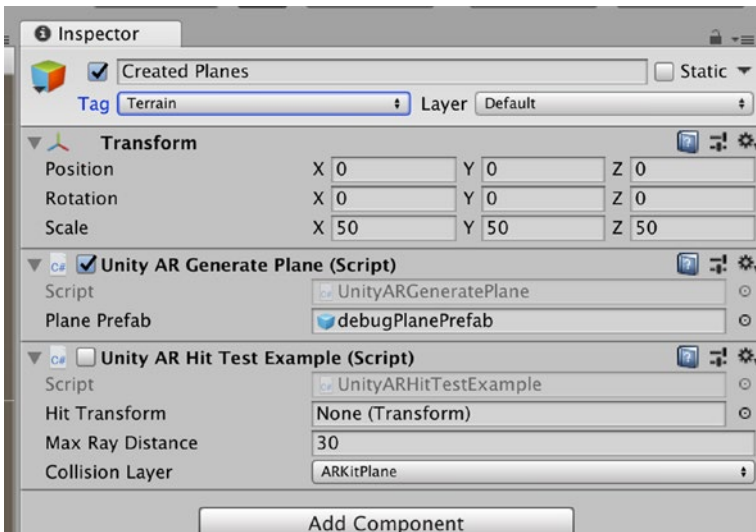 Inspector
Created Planes Static
Tag Terrain Layer Default
Transform
Position X 0 Y 0 Z 0
Rotation X 0 Y 0 Z 0
Scale X 50 Y 50 Z 50
C# Unity AR Generate Plane (Script)
Script UnityARGeneratePlane
Plane Prefab debugPlanePrefab
C# Unity AR Hit Test Example (Script)
Script UnityARHitTestExample
Hit Transform None (Transform)
Max Ray Distance 30
Collision Layer ARKitPlane
Add Component